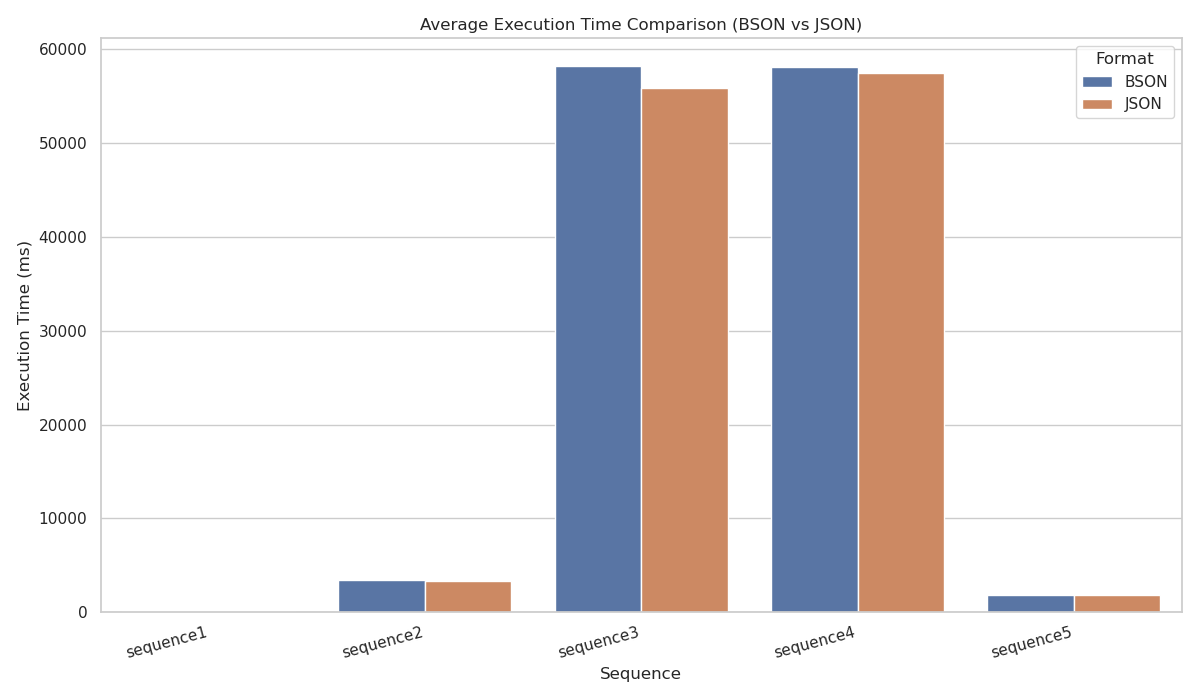 Average Execution Time Comparison (BSON vs JSON)
Format
BSON
JSON
Execution Time (ms)
60000
50000
40000
30000
20000
10000
0
sequence1
sequence2
sequence3
sequence4
sequence5
Sequence